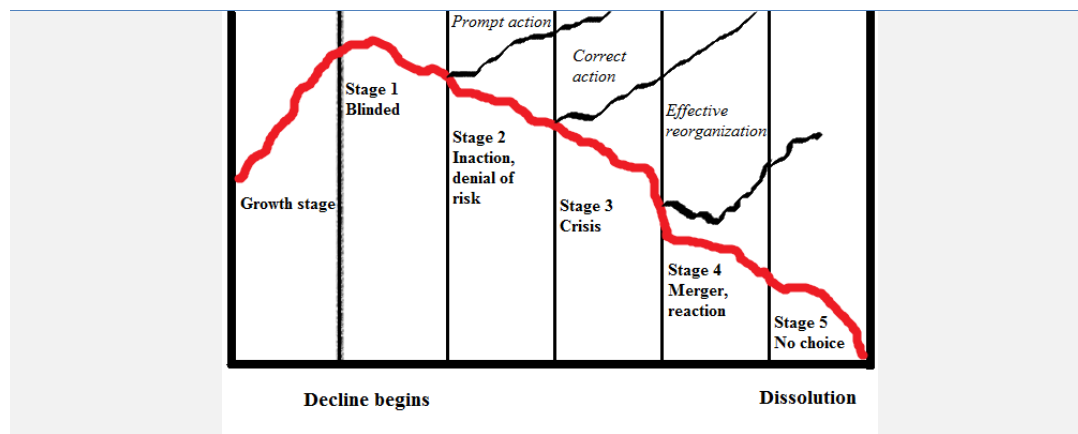 Prompt action
Correct
action
Stage 1
Blinded
Effective
reorganization
Stage 2
Inaction,
denial of
risk
Growth stage
Stage 3
Crisis
Stage 4
Merger,
reaction
Stage 5
No choice
Decline begins
Dissolution